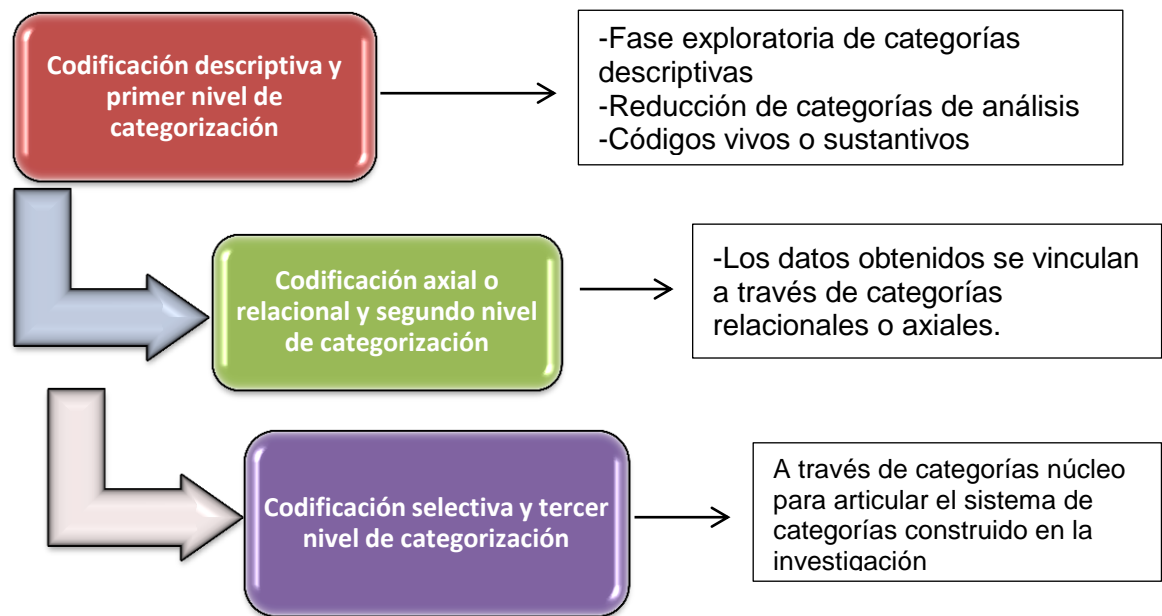 Codificación descriptiva y
primer nivel de
categorización
-Fase exploratoria de categorías
descriptivas
-Reducción de categorías de análisis
-Códigos vivos o sustantivos
Codificación axial o
relacional y segundo nivel
de categorización
-Los datos obtenidos se vinculan
a través de categorías
relacionales o axiales.
Codificación selectiva y tercer
nivel de categorización
A través de categorías núcleo
para articular el sistema de
categorías construido en la
investigación